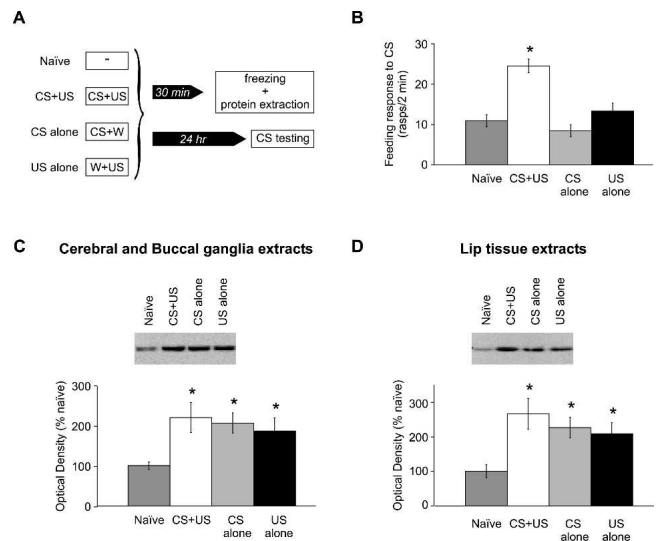 A
Naïve
-
CS+US
CS+US
CS alone
CS+W
US alone
W+US
30 min
freezing
+
protein extraction
24 hr
CS testing
B
Feeding response to CS
(rasps/2 min)
30
20
10
0
*
Naïve
CS+US
CS
alone
US
alone
C Cerebral and Buccal ganglia extracts
Naïve
CS+US
CS alone
US alone
Optical Density (% naïve)
300
200
100
0
*
*
*
Naïve
CS+US
CS
alone
US
alone
D Lip tissue extracts
Naïve
CS+US
CS alone
US alone
Optical Density (% naïve)
300
200
100
0
*
*
*
Naïve
CS+US
CS
alone
US
alone